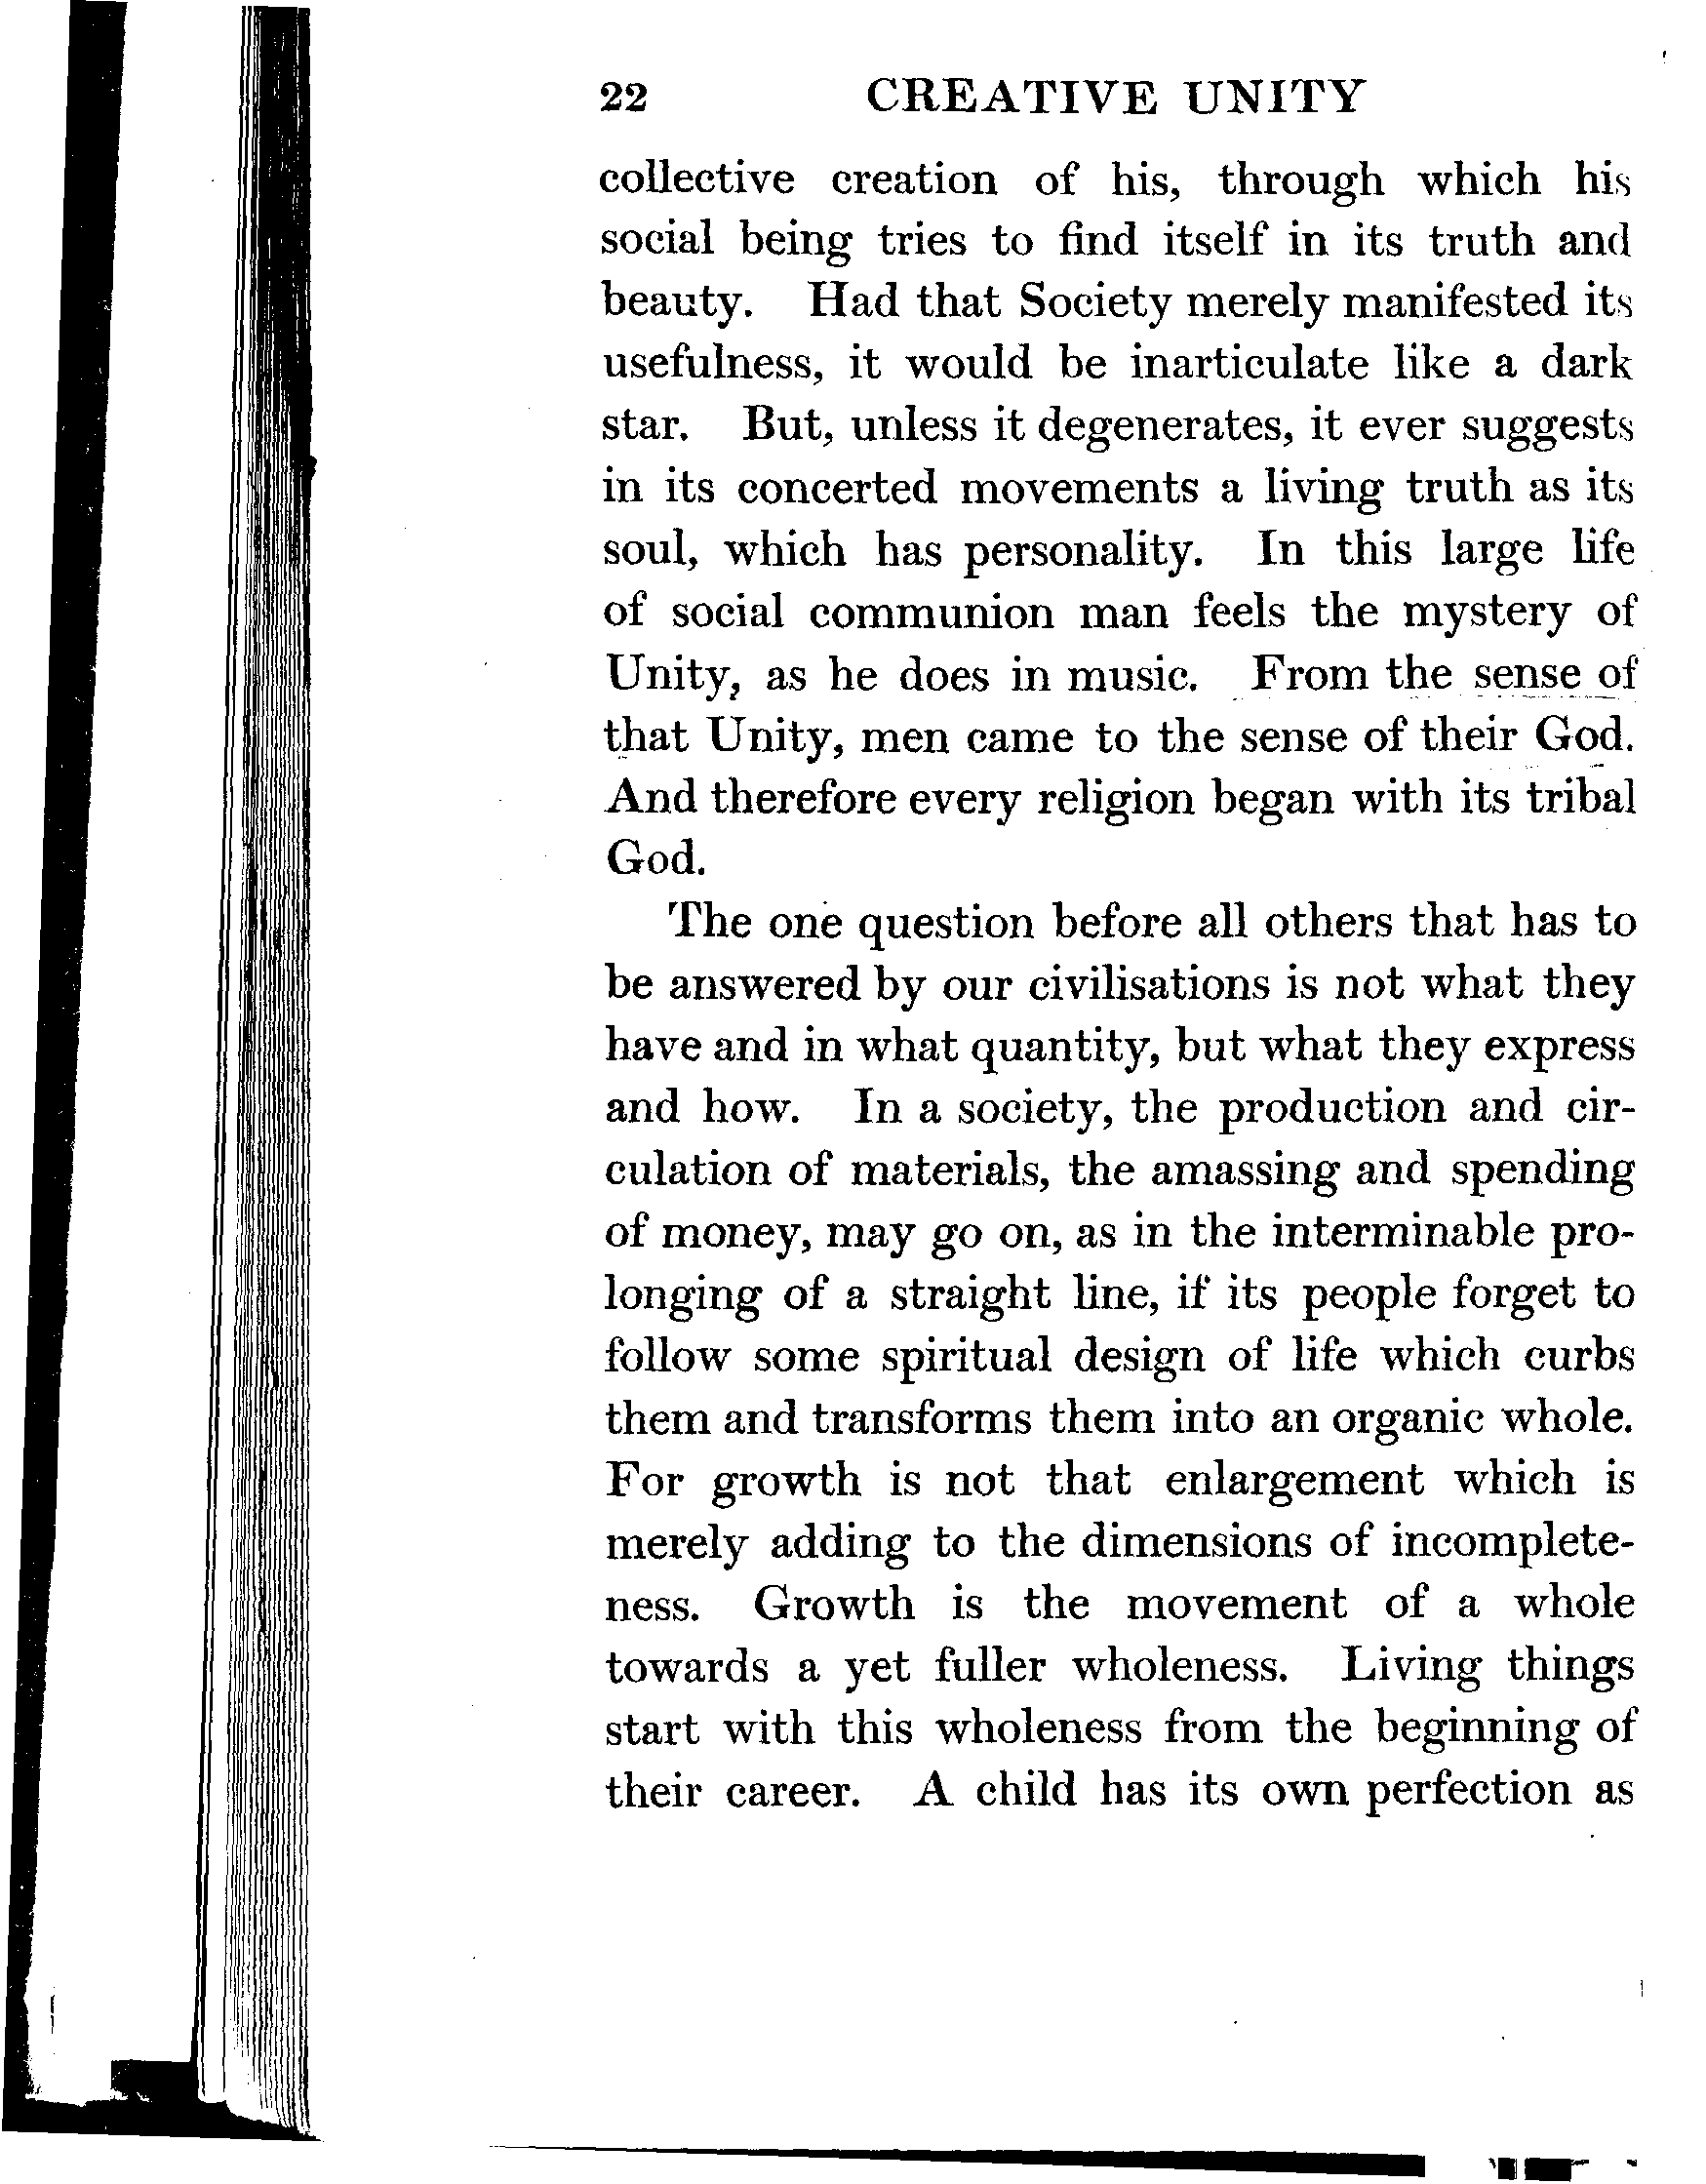 22 CREATIVE UNITY
collective creation of his, through which his
social being tries to find itself in its truth and
beauty. Had that Society merely manifested its
usefulness, it would be inarticulate like a dark
star. But, unless it degenerates, it ever suggests
in its concerted movements a living truth as its
soul, which has personality. In this large life
of social communion man feels the mystery of
Unity, as he does in music. From the sense of
that Unity, men came to the sense of their God.
And therefore every religion began with its tribal
God.
The one question before all others that has to
be answered by our civilisations is not what they
have and in what quantity, but what they express
and how. In a society, the production and cir-
culation of materials, the amassing and spending
of money, may go on, as in the interminable pro-
longing of a straight line, if its people forget to
follow some spiritual design of life which curbs
them and transforms them into an organic whole.
For growth is not that enlargement which is
merely adding to the dimensions of incomplete-
ness. Growth is the movement of a whole
towards a yet fuller wholeness. Living things
start with this wholeness from the beginning of
their career. A child has its own perfection as